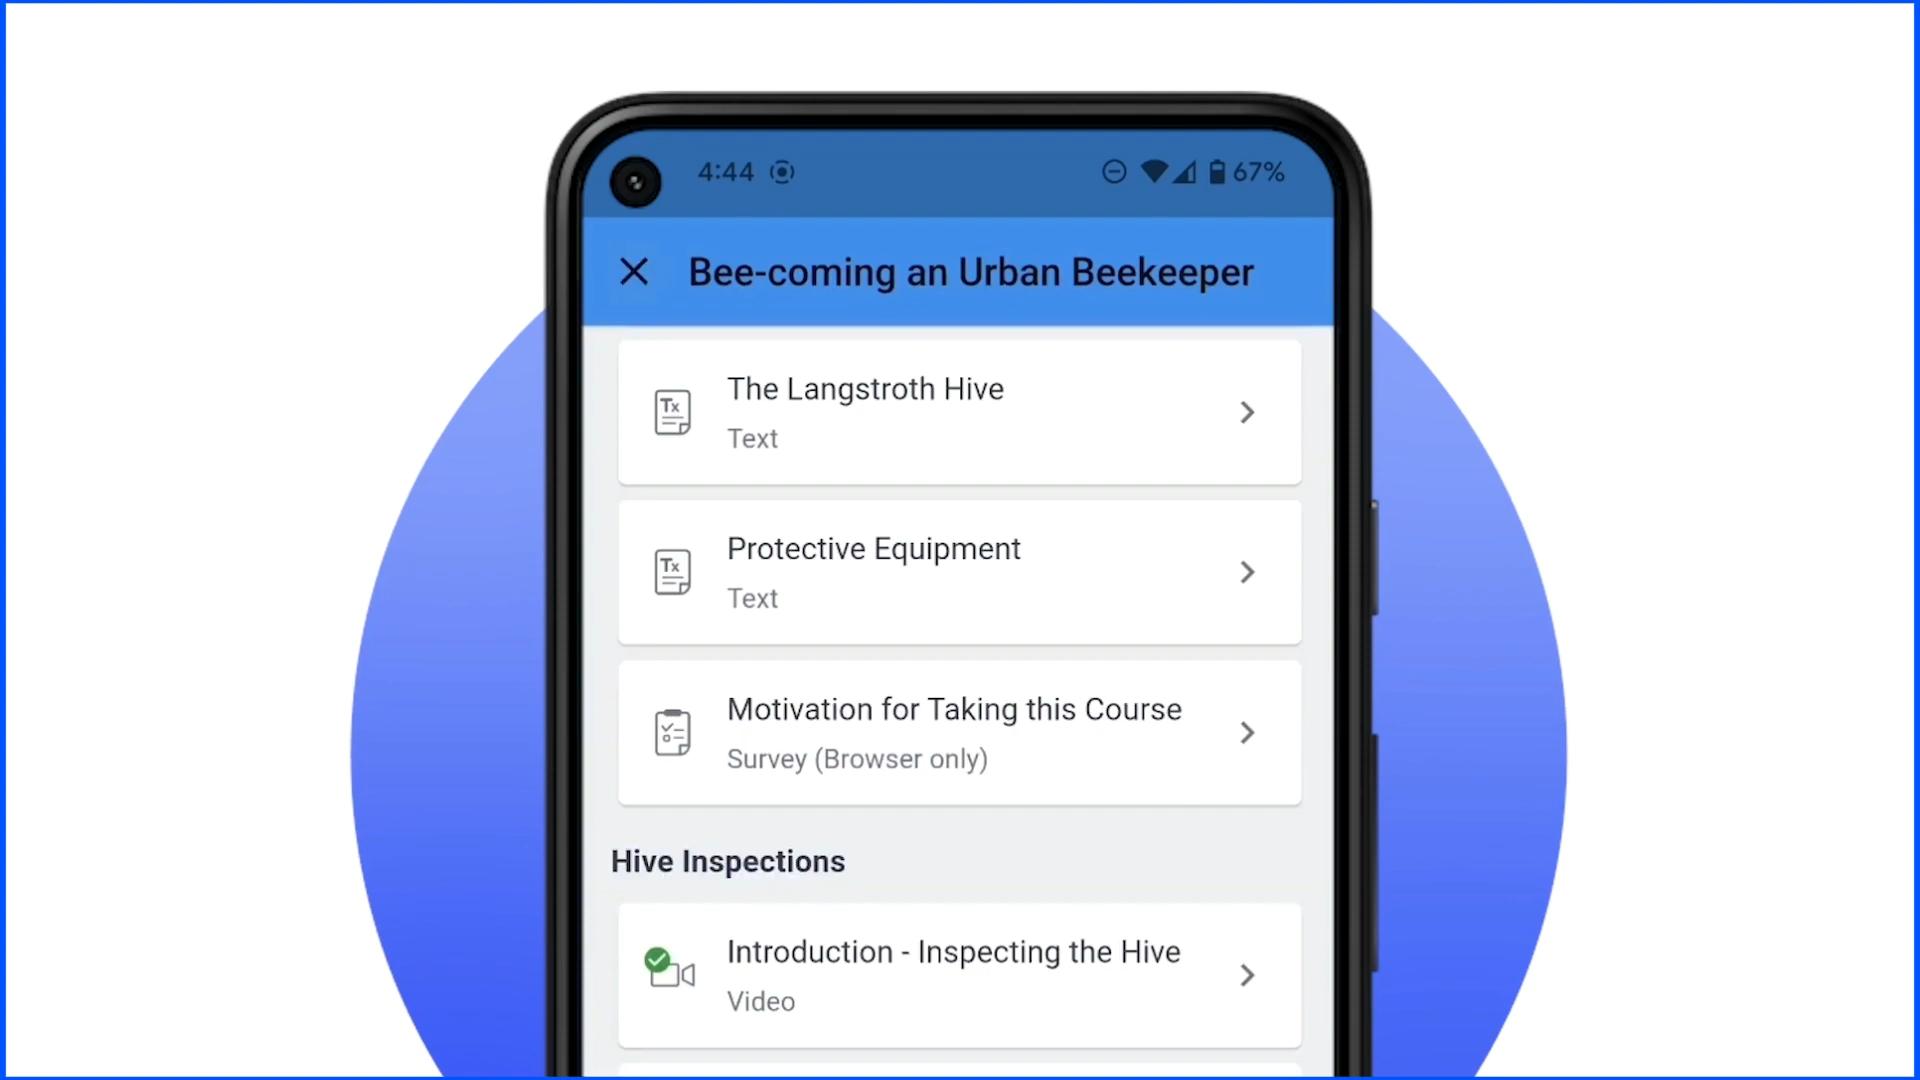 4:44 67%
Bee-coming an Urban Beekeeper
The Langstroth Hive
Text
Protective Equipment
Text
Motivation for Taking this Course
Survey (Browser only)
Hive Inspections
Introduction - Inspecting the Hive
Video